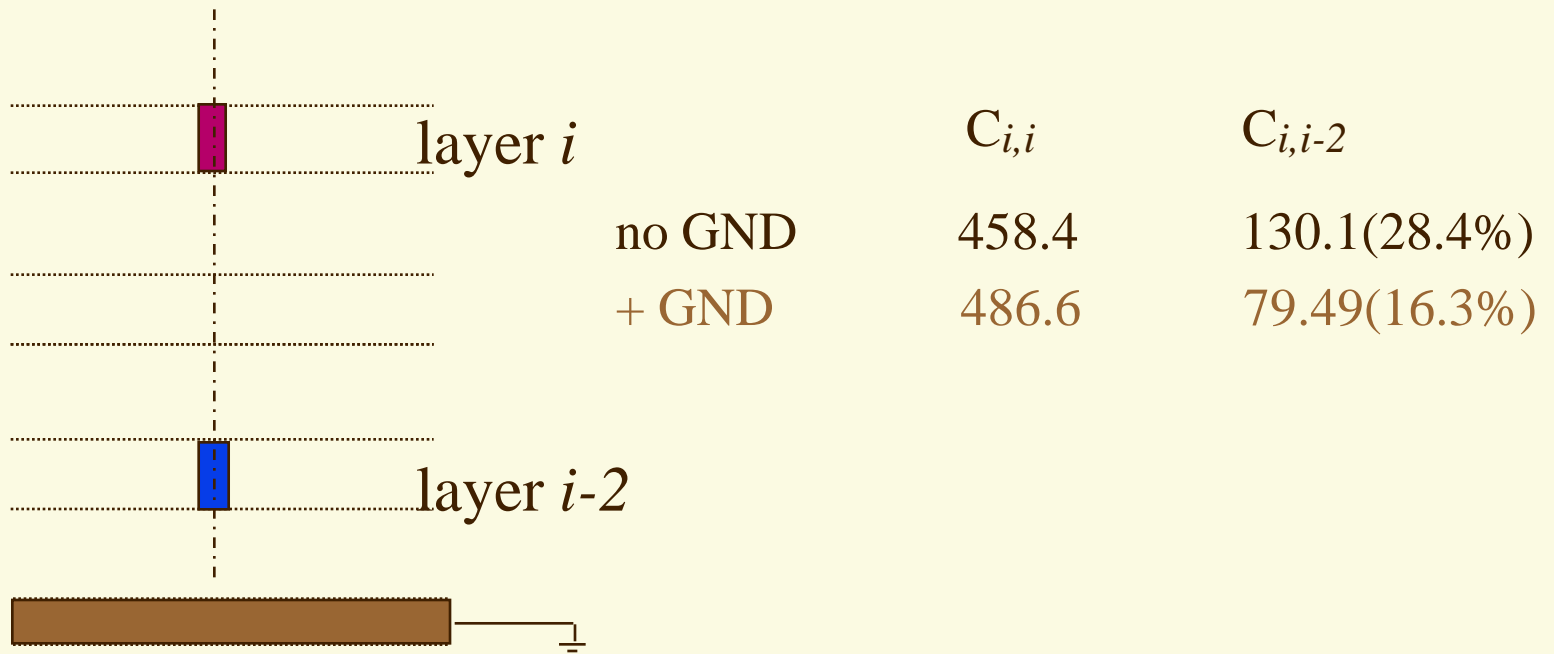 layer i
C_{i,i} C_{i,i-2}
no GND 458.4 130.1(28.4%)
+ GND 486.6 79.49(16.3%)
layer i-2